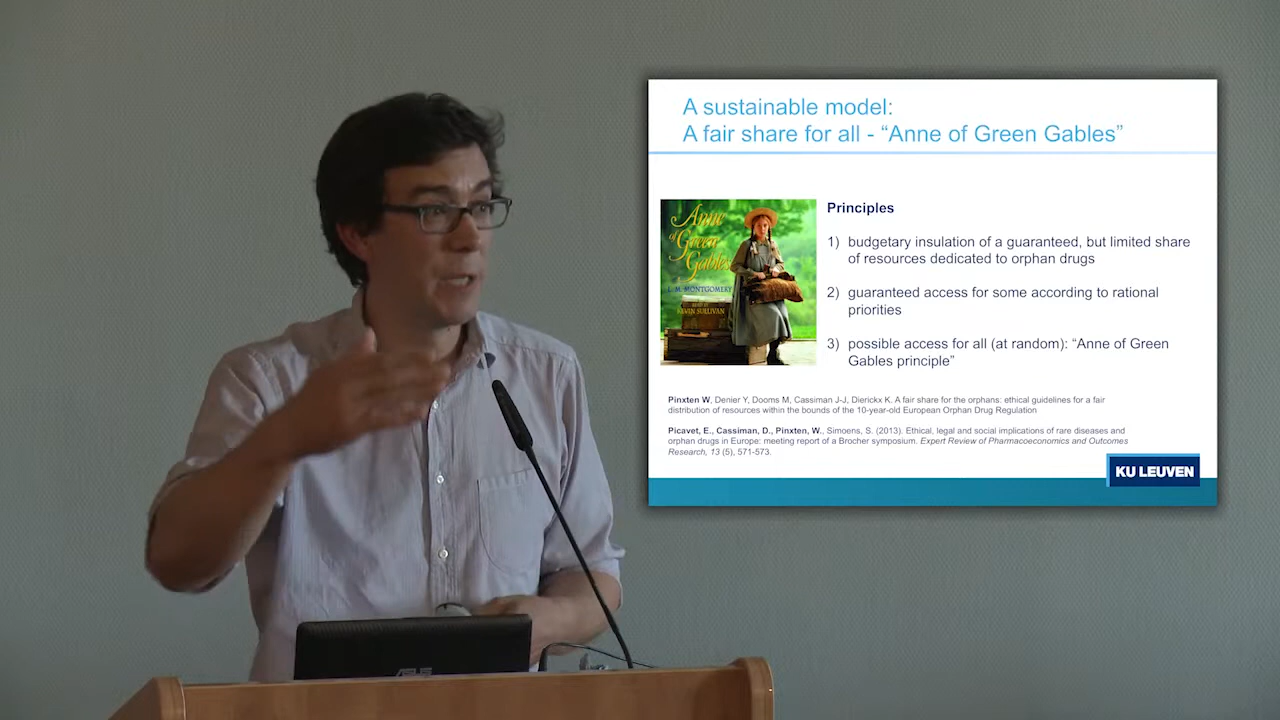 A sustainable model:
A fair share for all - “Anne of Green Gables”
Anne
of Green
Gables
L. M. MONTGOMERY
KEVIN SULLIVAN
Principles
1) budgetary insulation of a guaranteed, but limited share
of resources dedicated to orphan drugs
2) guaranteed access for some according to rational
priorities
3) possible access for all (at random): “Anne of Green
Gables principle”
Pinxten W, Denier Y, Dooms M, Cassiman J-J, Dierickx K. A fair share for the orphans: ethical guidelines for a fair
distribution of resources within the bounds of the 10-year-old European Orphan Drug Regulation
Picavet, E., Cassiman, D., Pinxten, W., Simoens, S. (2013). Ethical, legal and social implications of rare diseases and
orphan drugs in Europe: meeting report of a Brocher symposium. Expert Review of Pharmacoeconomics and Outcomes
Research, 13 (5), 571-573.
KU LEUVEN
ASUS